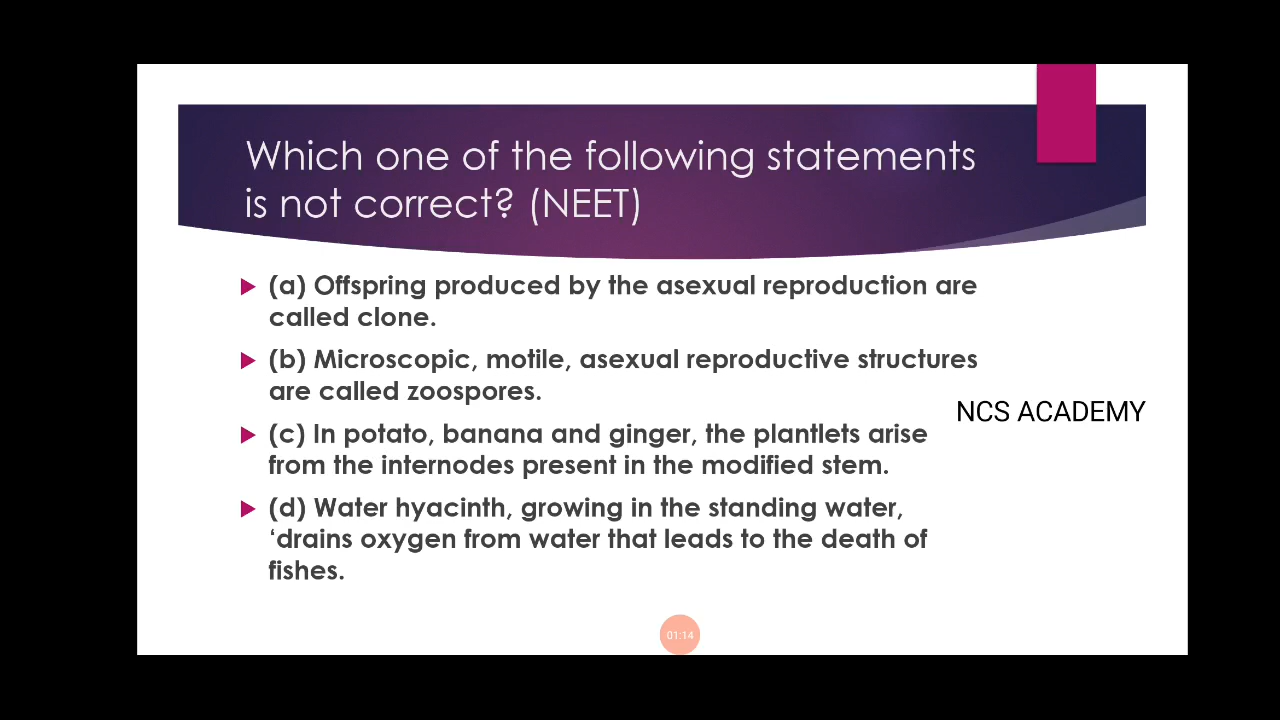 Which one of the following statements
is not correct? (NEET)
(a) Offspring produced by the asexual reproduction are
called clone.
(b) Microscopic, motile, asexual reproductive structures
are called zoospores.
NCS ACADEMY
(c) In potato, banana and ginger, the plantlets arise
from the internodes present in the modified stem.
(d) Water hyacinth, growing in the standing water,
‘drains oxygen from water that leads to the death of
fishes.
01:14